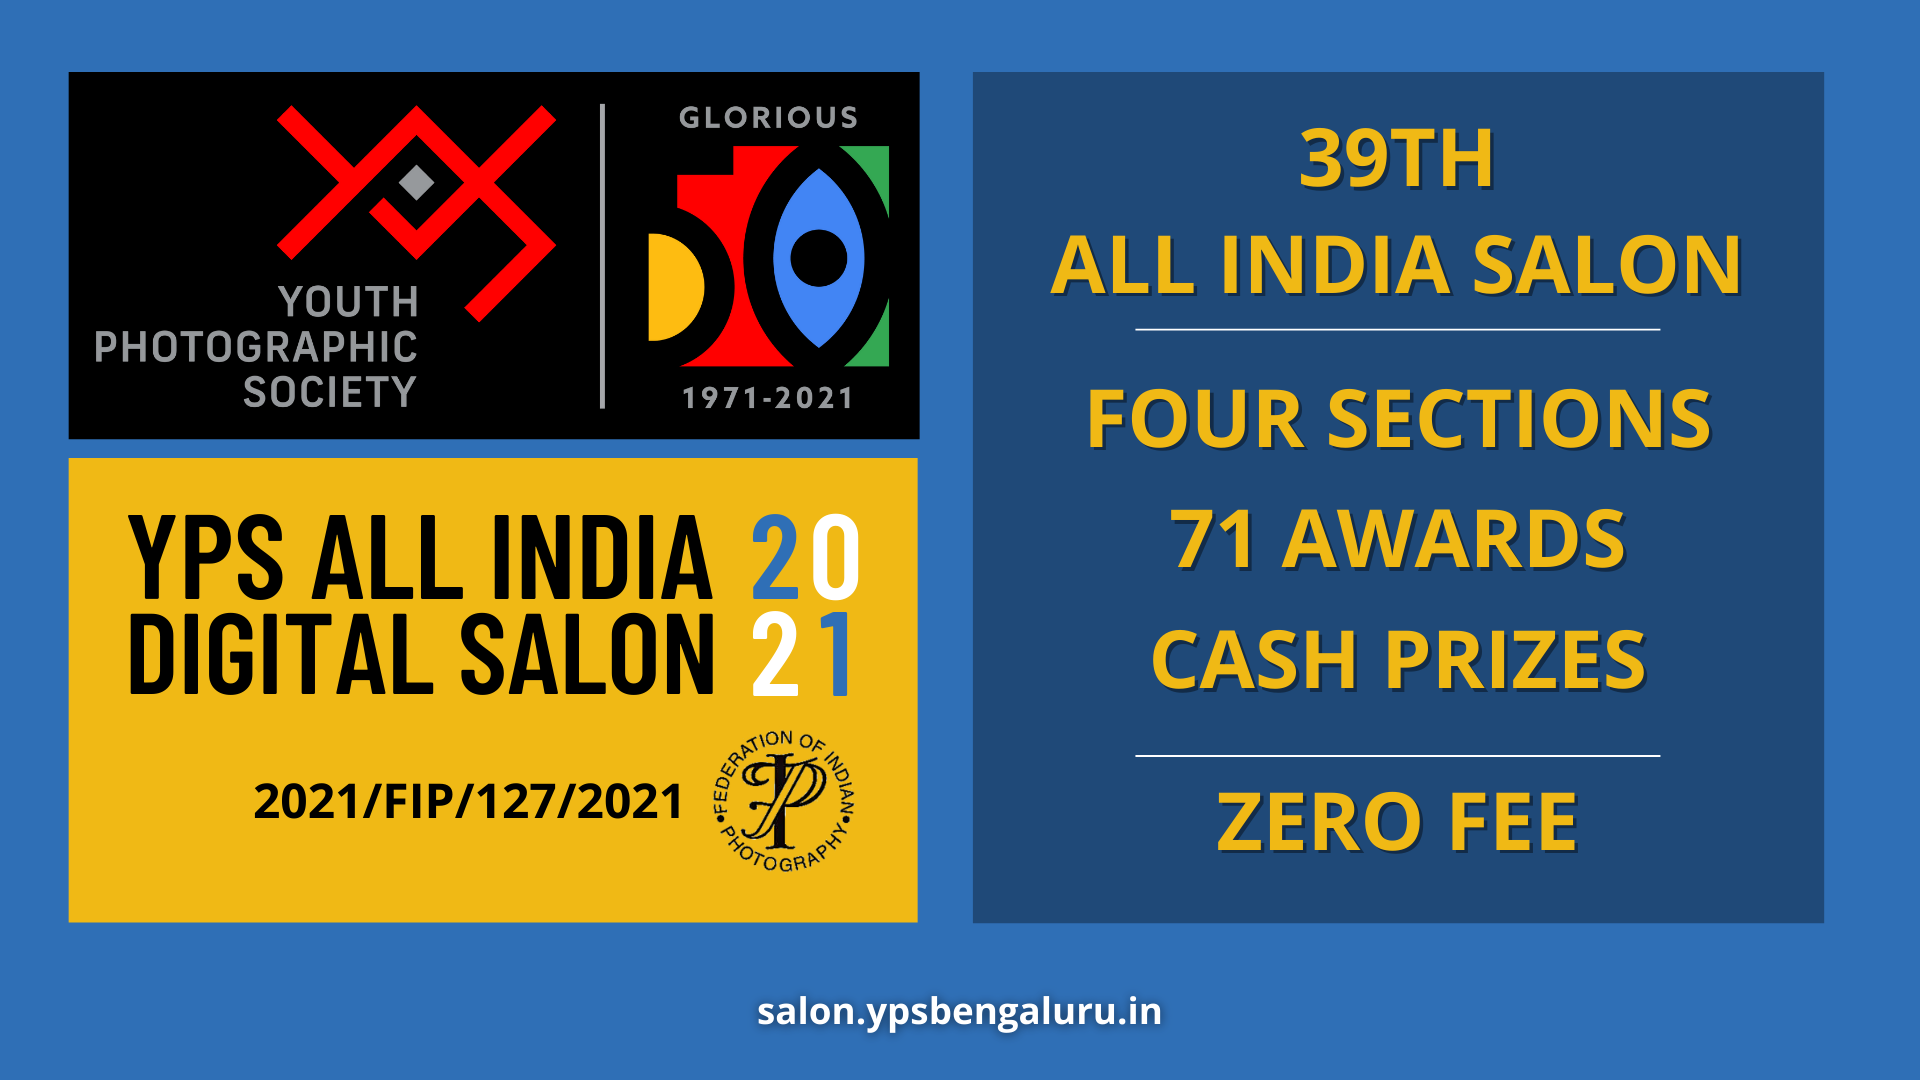 YOUTH
PHOTOGRAPHIC
SOCIETY
GLORIOUS
1971-2021
YPS ALL INDIA 20
DIGITAL SALON 21
2021/FIP/127/2021
FEDERATION OF INDIAN
PHOTOGRAPHY
FIP
39TH
ALL INDIA SALON
FOUR SECTIONS
71 AWARDS
CASH PRIZES
ZERO FEE
salon.ypsbengaluru.in